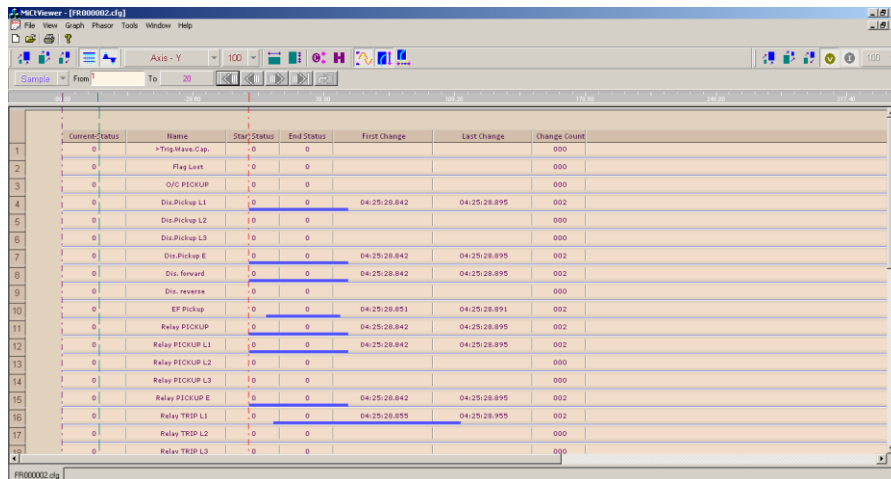 MiCtViewer - [FR000002.cfg]
File View Graph Phasor Tools Window Help
Axis - Y 100 100
Sample From 1 To 20
Current-Status Name Start Status End Status First Change Last Change Change Count
1 0 >Trig.Wave.Cap. 0 0 000
2 0 Flag Lost 0 0 000
3 0 O/C PICKUP 0 0 000
4 0 Dis.Pickup L1 0 0 04:25:28.842 04:25:28.895 002
5 0 Dis.Pickup L2 0 0 000
6 0 Dis.Pickup L3 0 0 000
7 0 Dis.Pickup E 0 0 04:25:28.842 04:25:28.895 002
8 0 Dis. forward 0 0 04:25:28.842 04:25:28.895 002
9 0 Dis. reverse 0 0 000
10 0 EF Pickup 0 0 04:25:28.851 04:25:28.891 002
11 0 Relay PICKUP 0 0 04:25:28.842 04:25:28.895 002
12 0 Relay PICKUP L1 0 0 04:25:28.842 04:25:28.895 002
13 0 Relay PICKUP L2 0 0 000
14 0 Relay PICKUP L3 0 0 000
15 0 Relay PICKUP E 0 0 04:25:28.842 04:25:28.895 002
16 0 Relay TRIP L1 0 0 04:25:28.855 04:25:28.955 002
17 0 Relay TRIP L2 0 0 000
0 Relay TRIP L3 0 0 000
FR000002.cfg